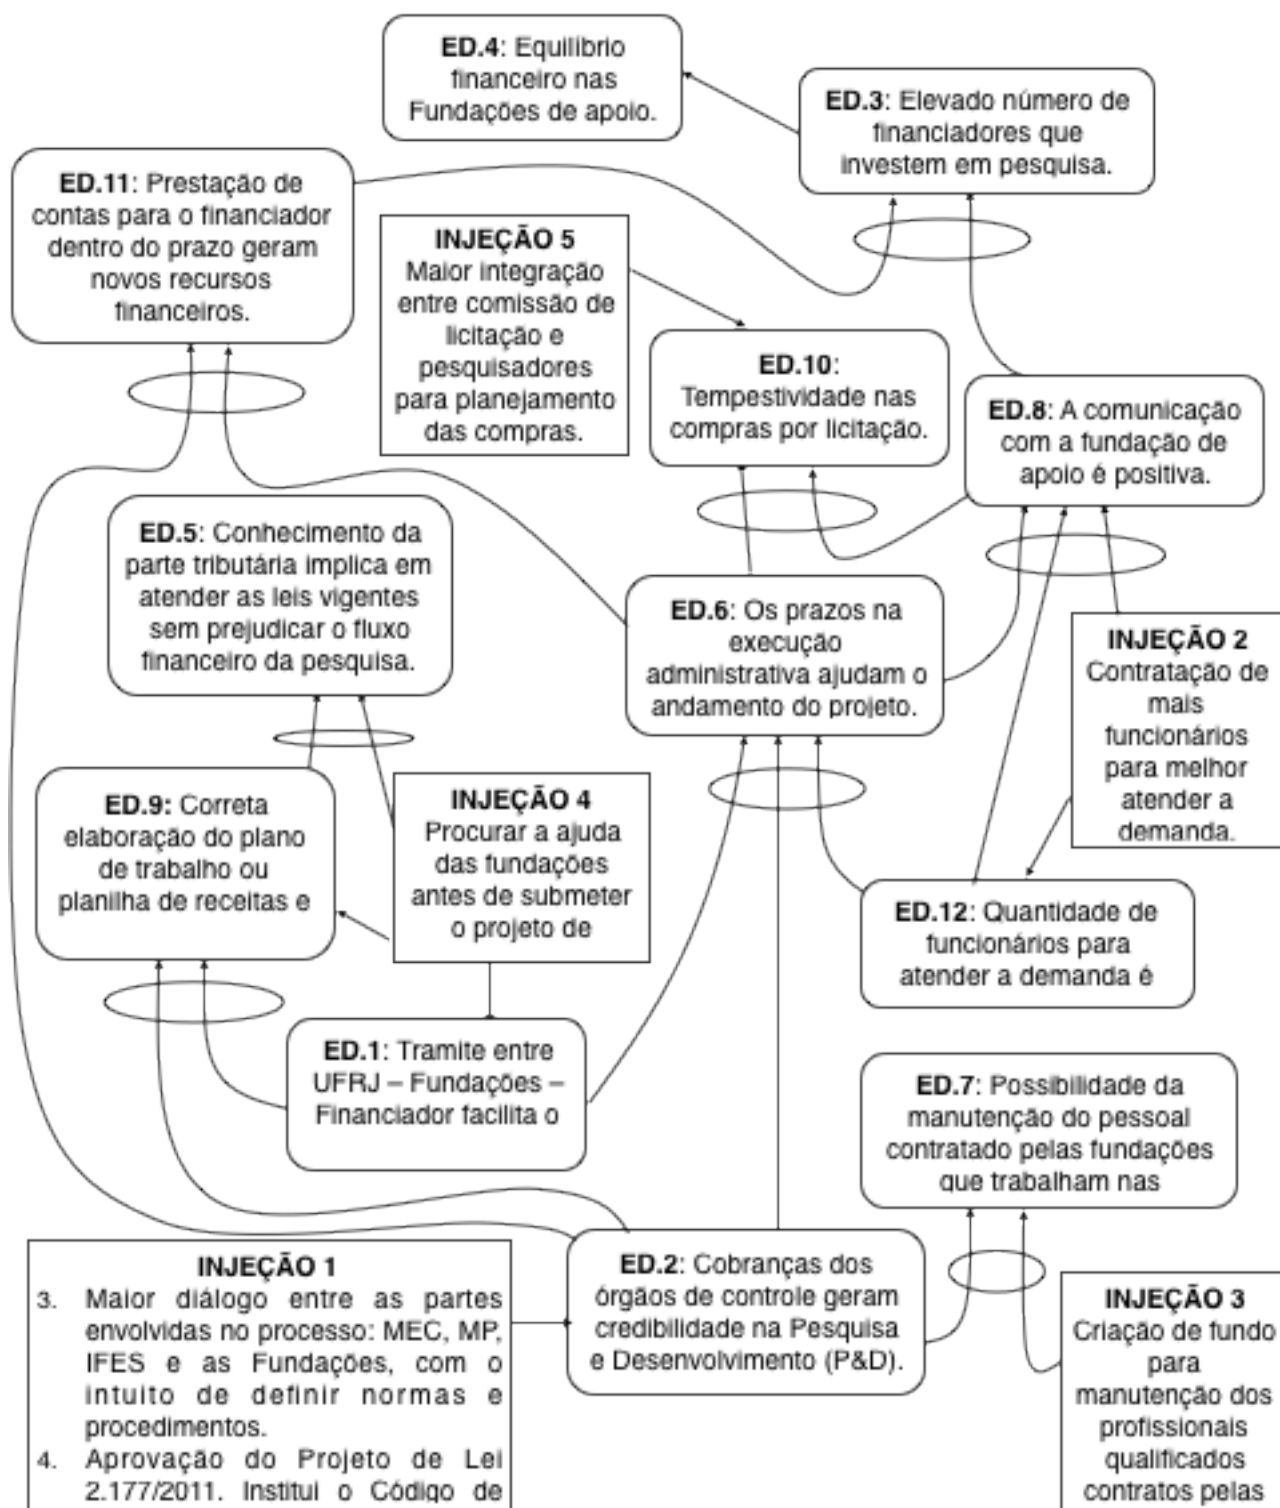 ED.4: Equilíbrio
financeiro nas
Fundações de apoio.
ED.3: Elevado número de
financiadores que
investem em pesquisa.
ED.11: Prestação de
contas para o financiador
dentro do prazo geram
novos recursos
financeiros.
INJEÇÃO 5
Maior integração
entre comissão de
licitação e
pesquisadores
para planejamento
das compras.
ED.10:
Tempestividade nas
compras por licitação.
ED.8: A comunicação
com a fundação de
apoio é positiva.
ED.5: Conhecimento da
parte tributária implica em
atender as leis vigentes
sem prejudicar o fluxo
financeiro da pesquisa.
ED.6: Os prazos na
execução
administrativa ajudam o
andamento do projeto.
INJEÇÃO 2
Contratação de
mais
funcionários
para melhor
atender a
demanda.
ED.9: Correta
elaboração do plano
de trabalho ou
planilha de receitas e
INJEÇÃO 4
Procurar a ajuda
das fundações
antes de submeter
o projeto de
ED.12: Quantidade de
funcionários para
atender a demanda é
ED.1: Tramite entre
UFRJ – Fundações –
Financiador facilita o
ED.7: Possibilidade da
manutenção do pessoal
contratado pelas fundações
que trabalham nas
INJEÇÃO 1
3. Maior diálogo entre as partes
envolvidas no processo: MEC, MP,
IFES e as Fundações, com o
intuito de definir normas e
procedimentos.
4. Aprovação do Projeto de Lei
2.177/2011. Institui o Código de
ED.2: Cobranças dos
órgãos de controle geram
credibilidade na Pesquisa
e Desenvolvimento (P&D).
INJEÇÃO 3
Criação de fundo
para
manutenção dos
profissionais
qualificados
contratos pelas